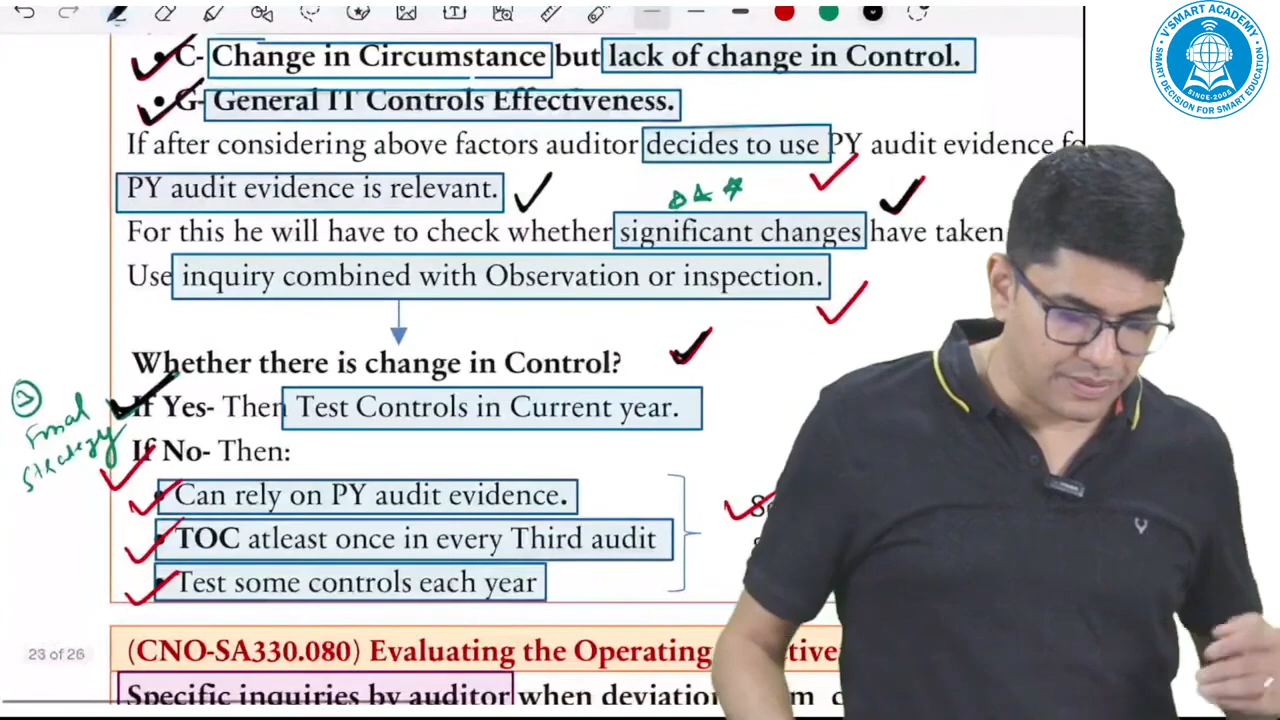 C- Change in Circumstance but lack of change in Control.
G- General IT Controls Effectiveness.
If after considering above factors auditor decides to use PY audit evidence
PY audit evidence is relevant.
For this he will have to check whether significant changes have taken
Use inquiry combined with Observation or inspection.
Whether there is change in Control?
If Yes- Then Test Controls in Current year.
If No- Then:
Can rely on PY audit evidence.
TOC atleast once in every Third audit
Test some controls each year
3
Final
Strategy
23 of 26
(CNO-SA330.080) Evaluating the Operating
Specific inquiries by auditor when
V'SMART ACADEMY
SMART DECISION FOR SMART EDUCATION
SINCE-2005